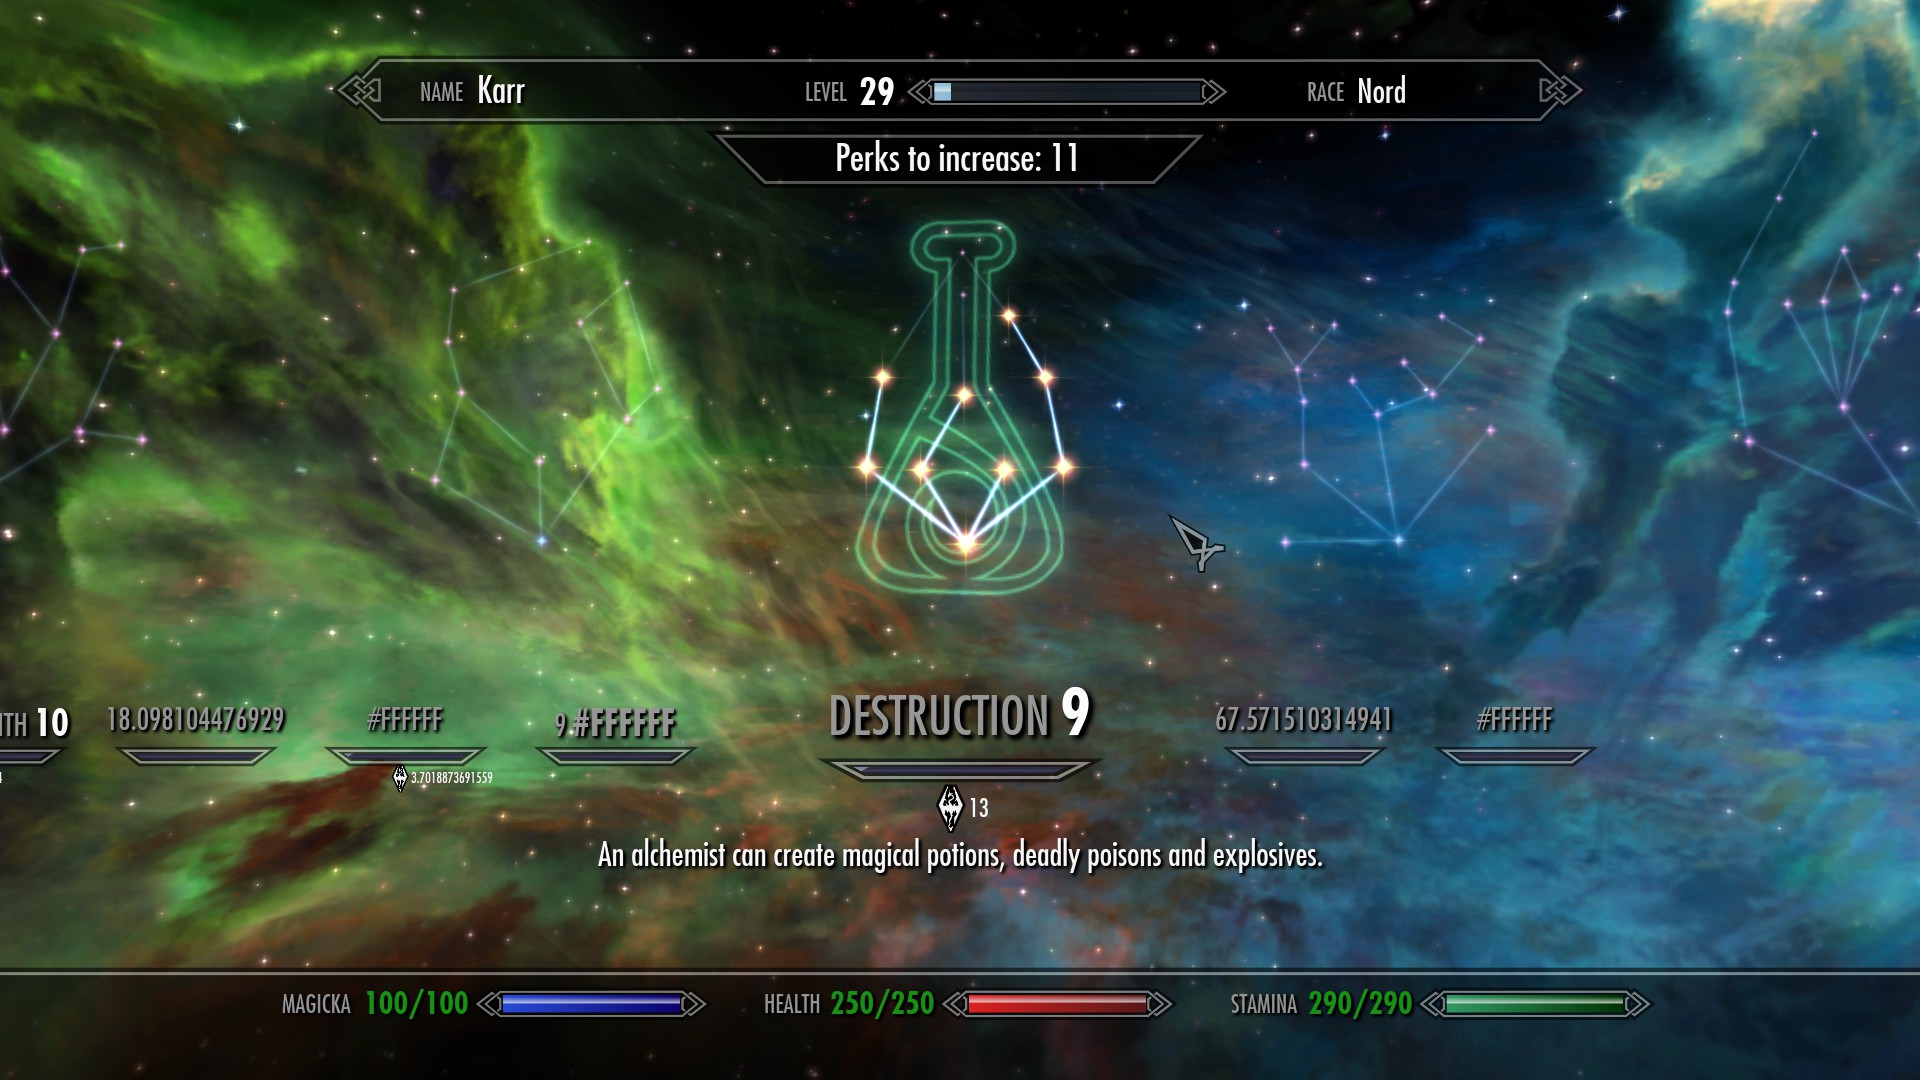 NAME Karr LEVEL 29 RACE Nord
Perks to increase: 11
DESTRUCTION 9
10 18.098104476929 #FFFFFF 9 #FFFFFF 67.571510314941 #FFFFFF
3.7018873691559
13
An alchemist can create magical potions, deadly poisons and explosives.
MAGICKA 100/100 HEALTH 250/250 STAMINA 290/290